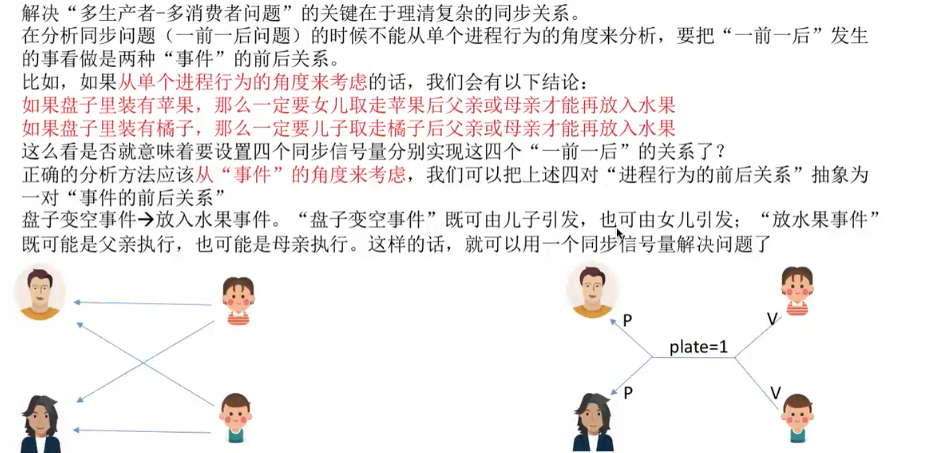 解决“多生产者-多消费者问题”的关键在于理清复杂的同步关系。
在分析同步问题（一前一后问题）的时候不能从单个进程行为的角度来分析，要把“一前一后”发生
的事看做是两种“事件”的前后关系。
比如，如果从单个进程行为的角度来考虑的话，我们会有以下结论：
如果盘子里装有苹果，那么一定要女儿取走苹果后父亲或母亲才能再放入水果
如果盘子里装有橘子，那么一定要儿子取走橘子后父亲或母亲才能再放入水果
这么看是否就意味着要设置四个同步信号量分别实现这四个“一前一后”的关系了？
正确的分析方法应该从“事件”的角度来考虑，我们可以把上述四对“进程行为的前后关系”抽象为
一对“事件的前后关系”
盘子变空事件→放入水果事件。“盘子变空事件”既可由儿子引发，也可由女儿引发；“放水果事件”
既可能是父亲执行，也可能是母亲执行。这样的话，就可以用一个同步信号量解决问题了
P
V
plate=1
P
V